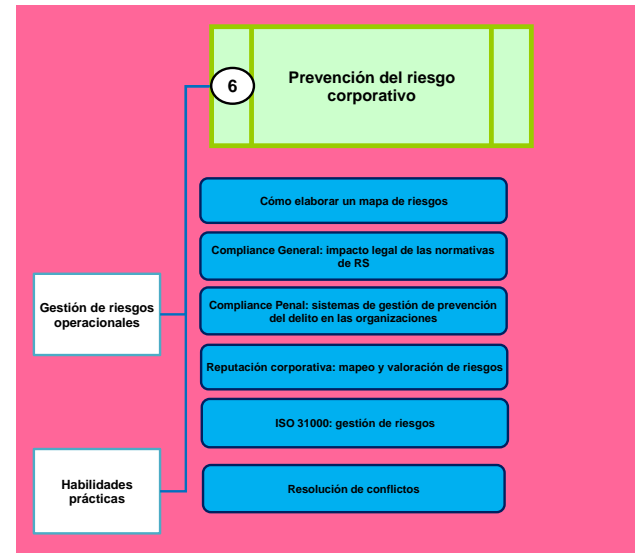 6
Prevención del riesgo
corporativo
Cómo elaborar un mapa de riesgos
Compliance General: impacto legal de las normativas
de RS
Gestión de riesgos
operacionales
Compliance Penal: sistemas de gestión de prevención
del delito en las organizaciones
Reputación corporativa: mapeo y valoración de riesgos
ISO 31000: gestión de riesgos
Habilidades
prácticas
Resolución de conflictos